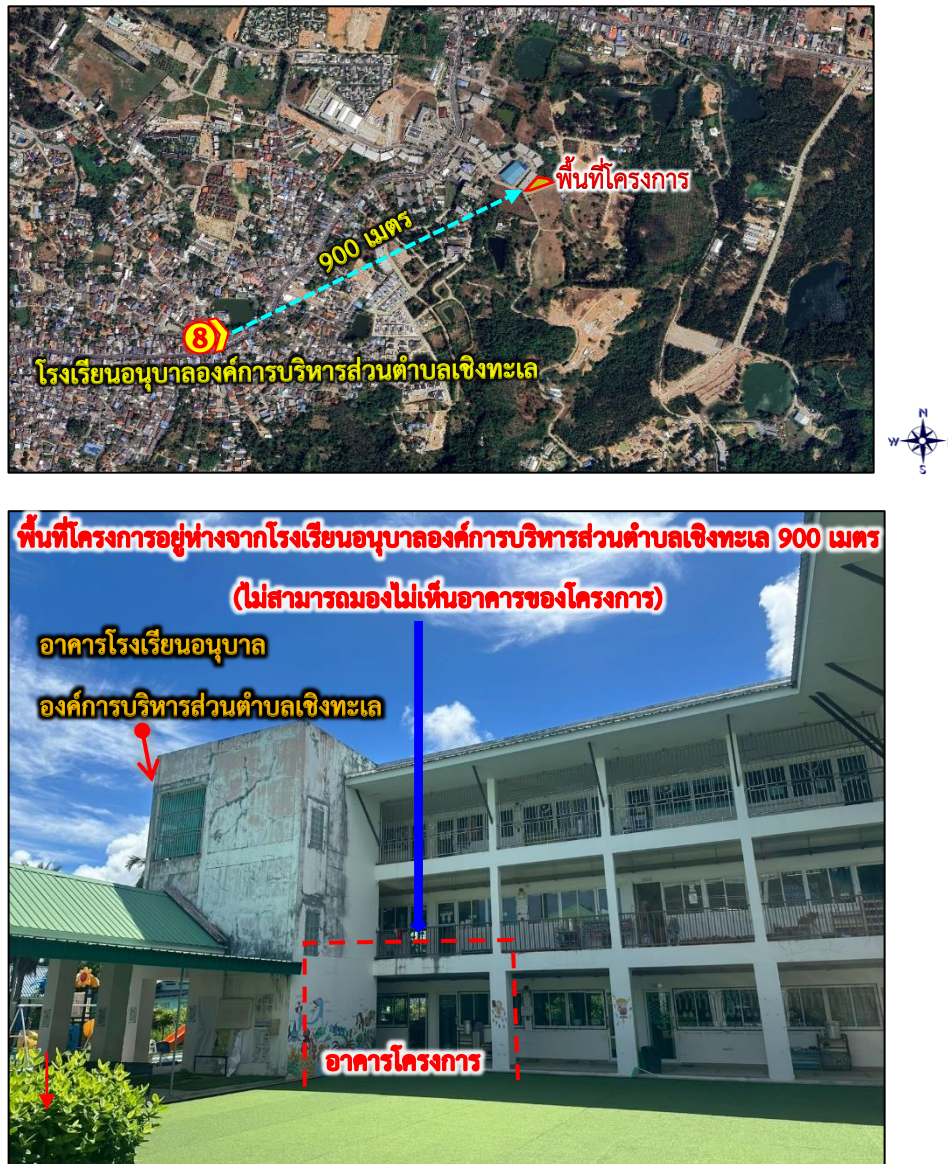 พื้นที่โครงการ
900 เมตร
8
โรงเรียนอนุบาลองค์การบริหารส่วนตำบลเชิงทะเล
N
W
S
พื้นที่โครงการอยู่ห่างจากโรงเรียนอนุบาลองค์การบริหารส่วนตำบลเชิงทะเล 900 เมตร
(ไม่สามารถมองไม่เห็นอาคารของโครงการ)
อาคารโรงเรียนอนุบาล
องค์การบริหารส่วนตำบลเชิงทะเล
อาคารโครงการ